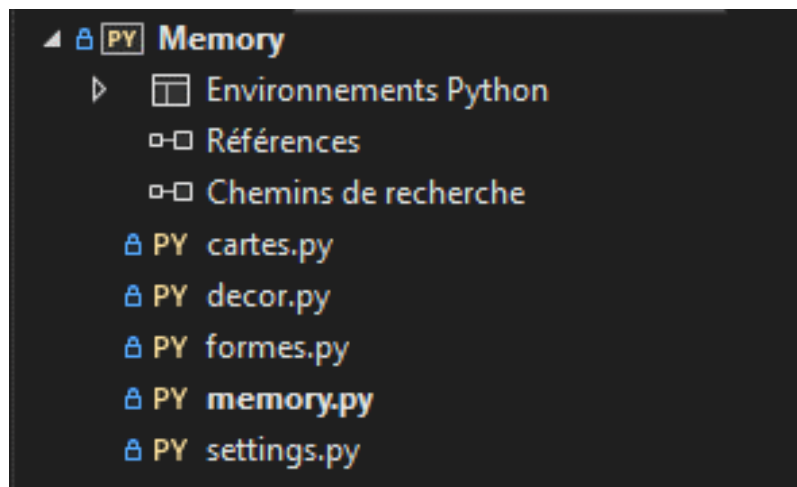 PY Memory
Environnements Python
Références
Chemins de recherche
PY cartes.py
PY decor.py
PY formes.py
PY memory.py
PY settings.py